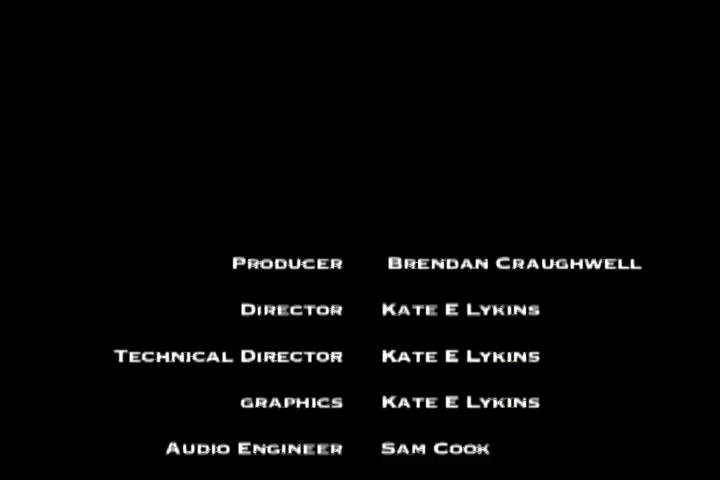 Producer Brendan Craughwell
Director Kate E Lykins
Technical Director Kate E Lykins
graphics Kate E Lykins
Audio Engineer Sam Cook